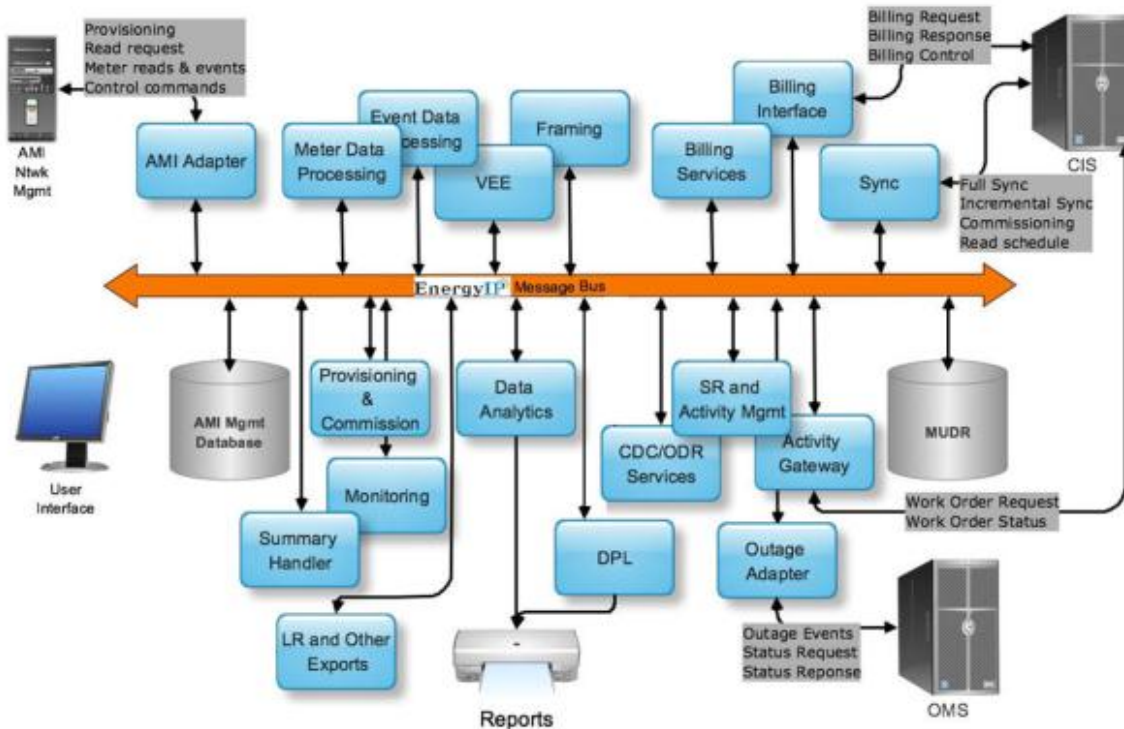 Provisioning
Read request
Meter reads & events
Control commands
AMI
Ntwk
Mgmt
AMI Adapter
Meter Data
Processing
Event Data
ocessing
VEE
Framing
Billing
Services
Billing
Interface
Billing Request
Billing Response
Billing Control
Sync
CIS
Full Sync
Incremental Sync
Commissioning
Read schedule
EnergyIP Message Bus
User
Interface
AMI Mgmt
Database
Provisioning
&
Commission
Monitoring
Summary
Handler
LR and Other
Exports
Data
Analytics
Reports
DPL
CDC/ODR
Services
SR and
Activity Mgmt
Activity
Gateway
Outage
Adapter
MUDR
Work Order Request
Work Order Status
Outage Events
Status Request
Status Reponse
OMS